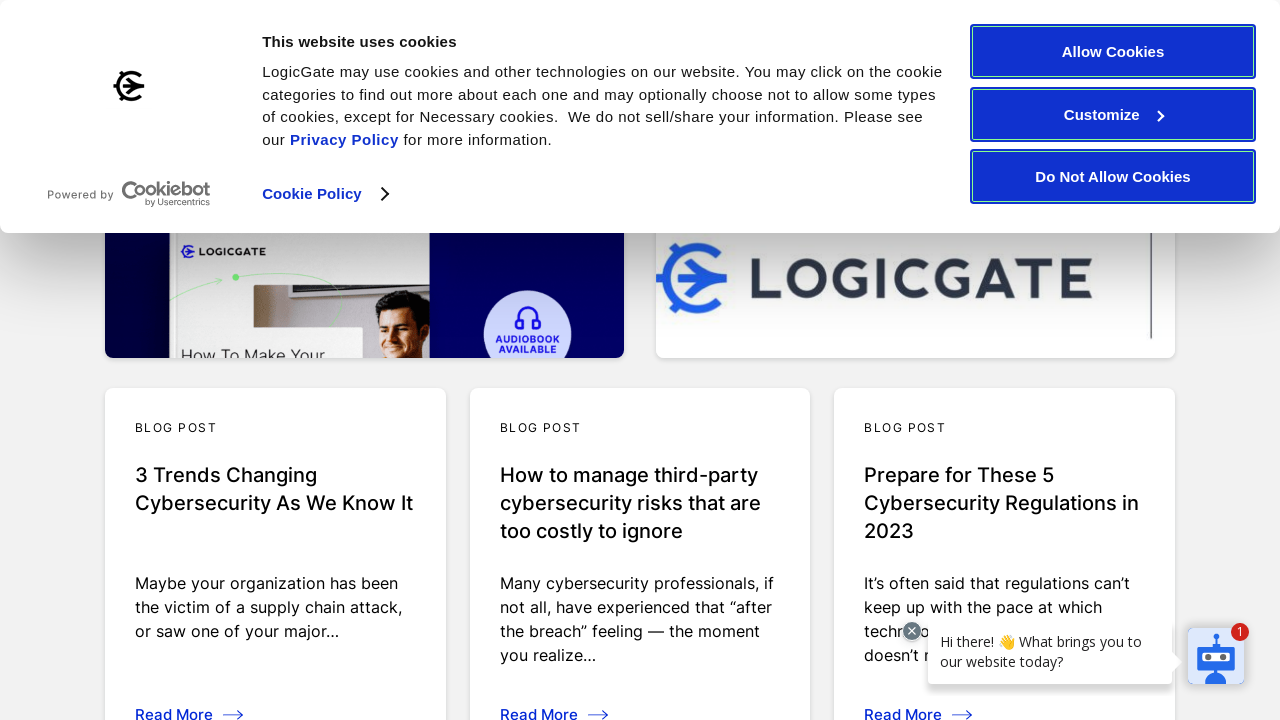 This website uses cookies
LogicGate may use cookies and other technologies on our website. You may click on the cookie
categories to find out more about each one and may optionally choose not to allow some types
of cookies, except for Necessary cookies.  We do not sell/share your information. Please see
our Privacy Policy for more information.
Cookie Policy
Powered by Cookiebot
by Usercentrics
Allow Cookies
Customize
Do Not Allow Cookies
LOGICGATE
How To Make Your
AUDIOBOOK
AVAILABLE
LOGICGATE
BLOG POST
3 Trends Changing
Cybersecurity As We Know It
Maybe your organization has been
the victim of a supply chain attack,
or saw one of your major…
Read More
BLOG POST
How to manage third-party
cybersecurity risks that are
too costly to ignore
Many cybersecurity professionals, if
not all, have experienced that “after
the breach” feeling — the moment
you realize…
Read More
BLOG POST
Prepare for These 5
Cybersecurity Regulations in
2023
It’s often said that regulations can’t
keep up with the pace at which
doesn’t
Read More
Hi there! 👋 What brings you to
our website today?
1